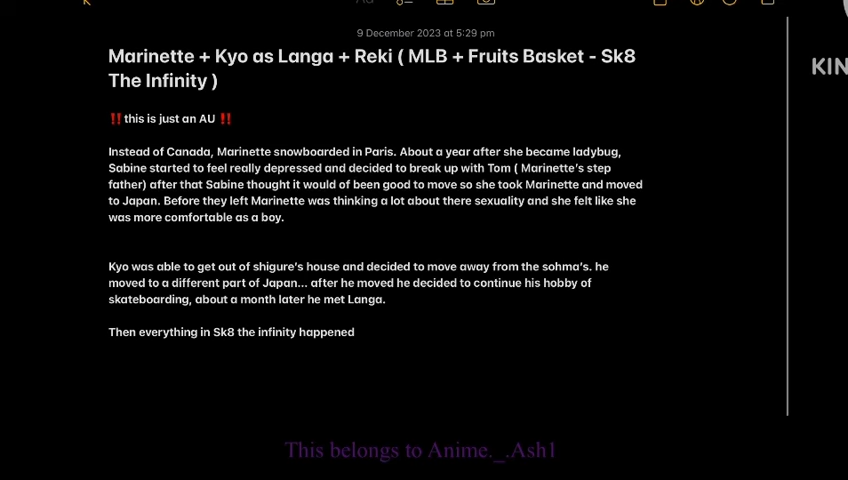 9 December 2023 at 5:29 pm
Marinette + Kyo as Langa + Reki ( MLB + Fruits Basket - Sk8
The Infinity )
‼️this is just an AU ‼️
Instead of Canada, Marinette snowboarded in Paris. About a year after she became ladybug,
Sabine started to feel really depressed and decided to break up with Tom ( Marinette's step
father) after that Sabine thought it would of been good to move so she took Marinette and moved
to Japan. Before they left Marinette was thinking a lot about there sexuality and she felt like she
was more comfortable as a boy.
Kyo was able to get out of shigure's house and decided to move away from the sohma's. he
moved to a different part of Japan... after he moved he decided to continue his hobby of
skateboarding, about a month later he met Langa.
Then everything in Sk8 the infinity happened
KIN
This belongs to Anime._.Ash1